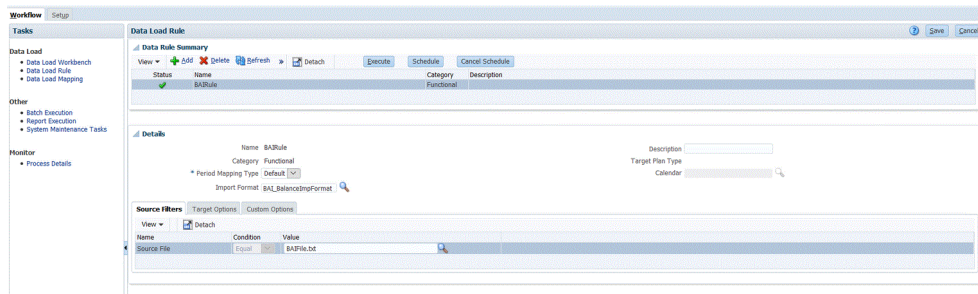 Workflow Setup
Tasks
Data Load
Data Load Workbench
Data Load Rule
Data Load Mapping
Other
Batch Execution
Report Execution
System Maintenance Tasks
Monitor
Process Details
Data Load Rule ? Save Cancel
Data Rule Summary
View Add Delete Refresh » Detach Execute Schedule Cancel Schedule
Status Name Category Description
BAIRule Functional
Details
Name BAIRule Description
Category Functional Target Plan Type
* Period Mapping Type Default Calendar
Import Format BAI_BalanceImpFormat
Source Filters Target Options Custom Options
View Detach
Name Condition Value
Source File Equal BAIFile.txt